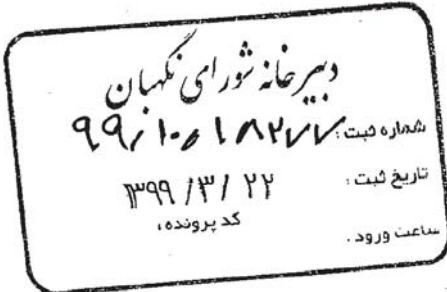 دبیرخانه شورای نگهبان
شماره ثبت: ۹۹/۱۰۲/۱۸۲۷۷
تاریخ ثبت: ۱۳۹۹/۳/۲۲
کد پرونده:
ساعت ورود.